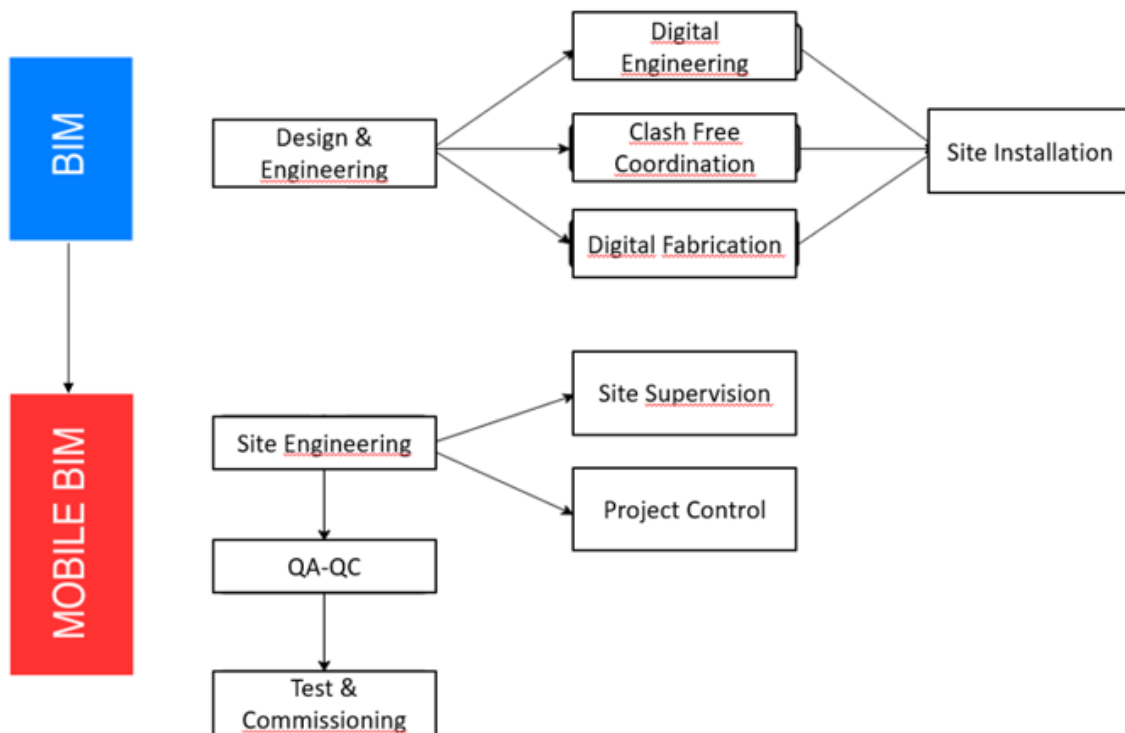 BIM
Design &
Engineering
Digital
Engineering
Clash Free
Coordination
Digital Fabrication
Site Installation
MOBILE BIM
Site Engineering
Site Supervision
Project Control
QA-QC
Test &
Commissioning